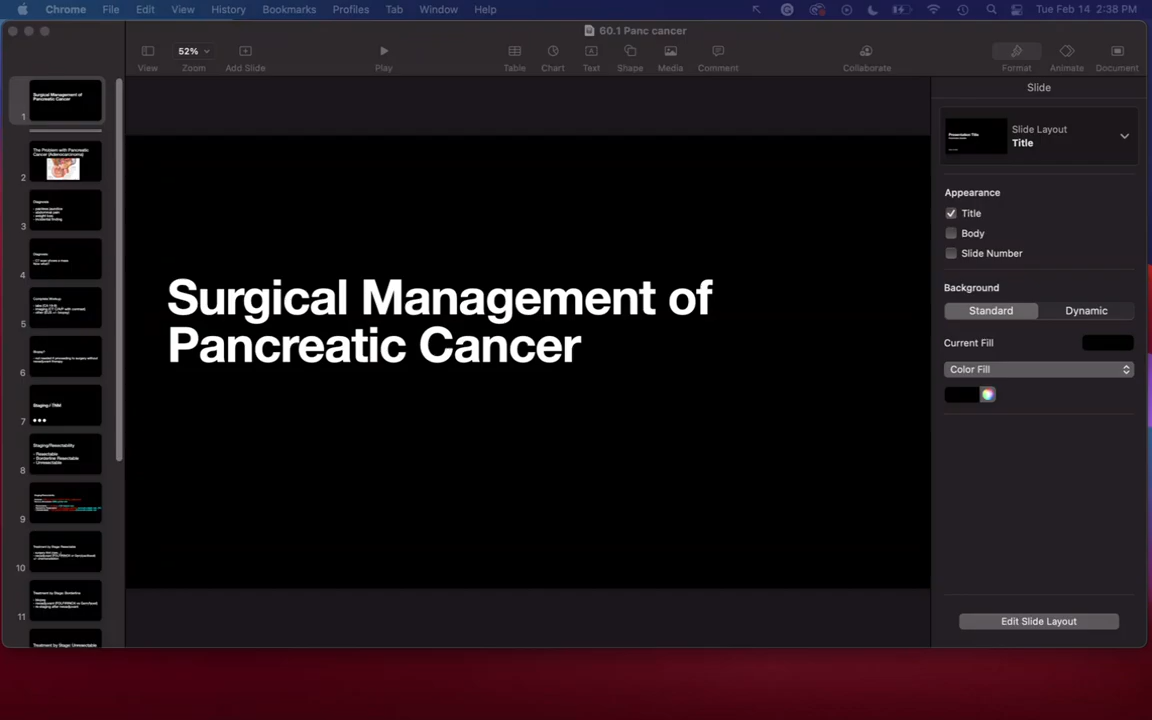 Chrome File Edit View History Bookmarks Profiles Tab Window Help Tue Feb 14 2:38 PM
60.1 Panc cancer
52%
View Zoom Add Slide Play Table Chart Text Shape Media Comment Collaborate Format Animate Document
Slide
Slide Layout
Title
Appearance
Title
Body
Slide Number
Background
Standard Dynamic
Current Fill
Color Fill
Edit Slide Layout
Surgical Management of
Pancreatic Cancer
1
Surgical Management of
Pancreatic Cancer
2
The Problem with Pancreatic
Cancer (Adenocarcinoma)
3
Diagnosis
4
Diagnosis
5
Complete Workup
6
Biopsy?
7
Staging / TNM
8
Staging/Resectability
- Resectable
- Borderline Resectable
- Unresectable
9
10
Treatment by Stage: Resectable
11
Treatment by Stage: Borderline
Treatment by Stage: Unresectable